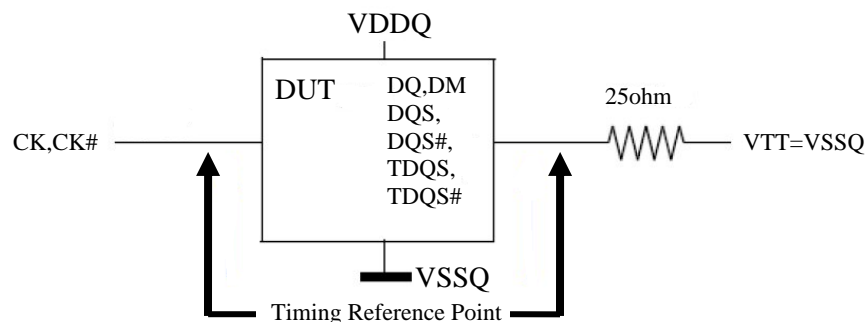 VDDQ
DUT
DQ,DM
DQS,
DQS#,
TDQS,
TDQS#
25ohm
CK,CK#
VTT=VSSQ
VSSQ
Timing Reference Point